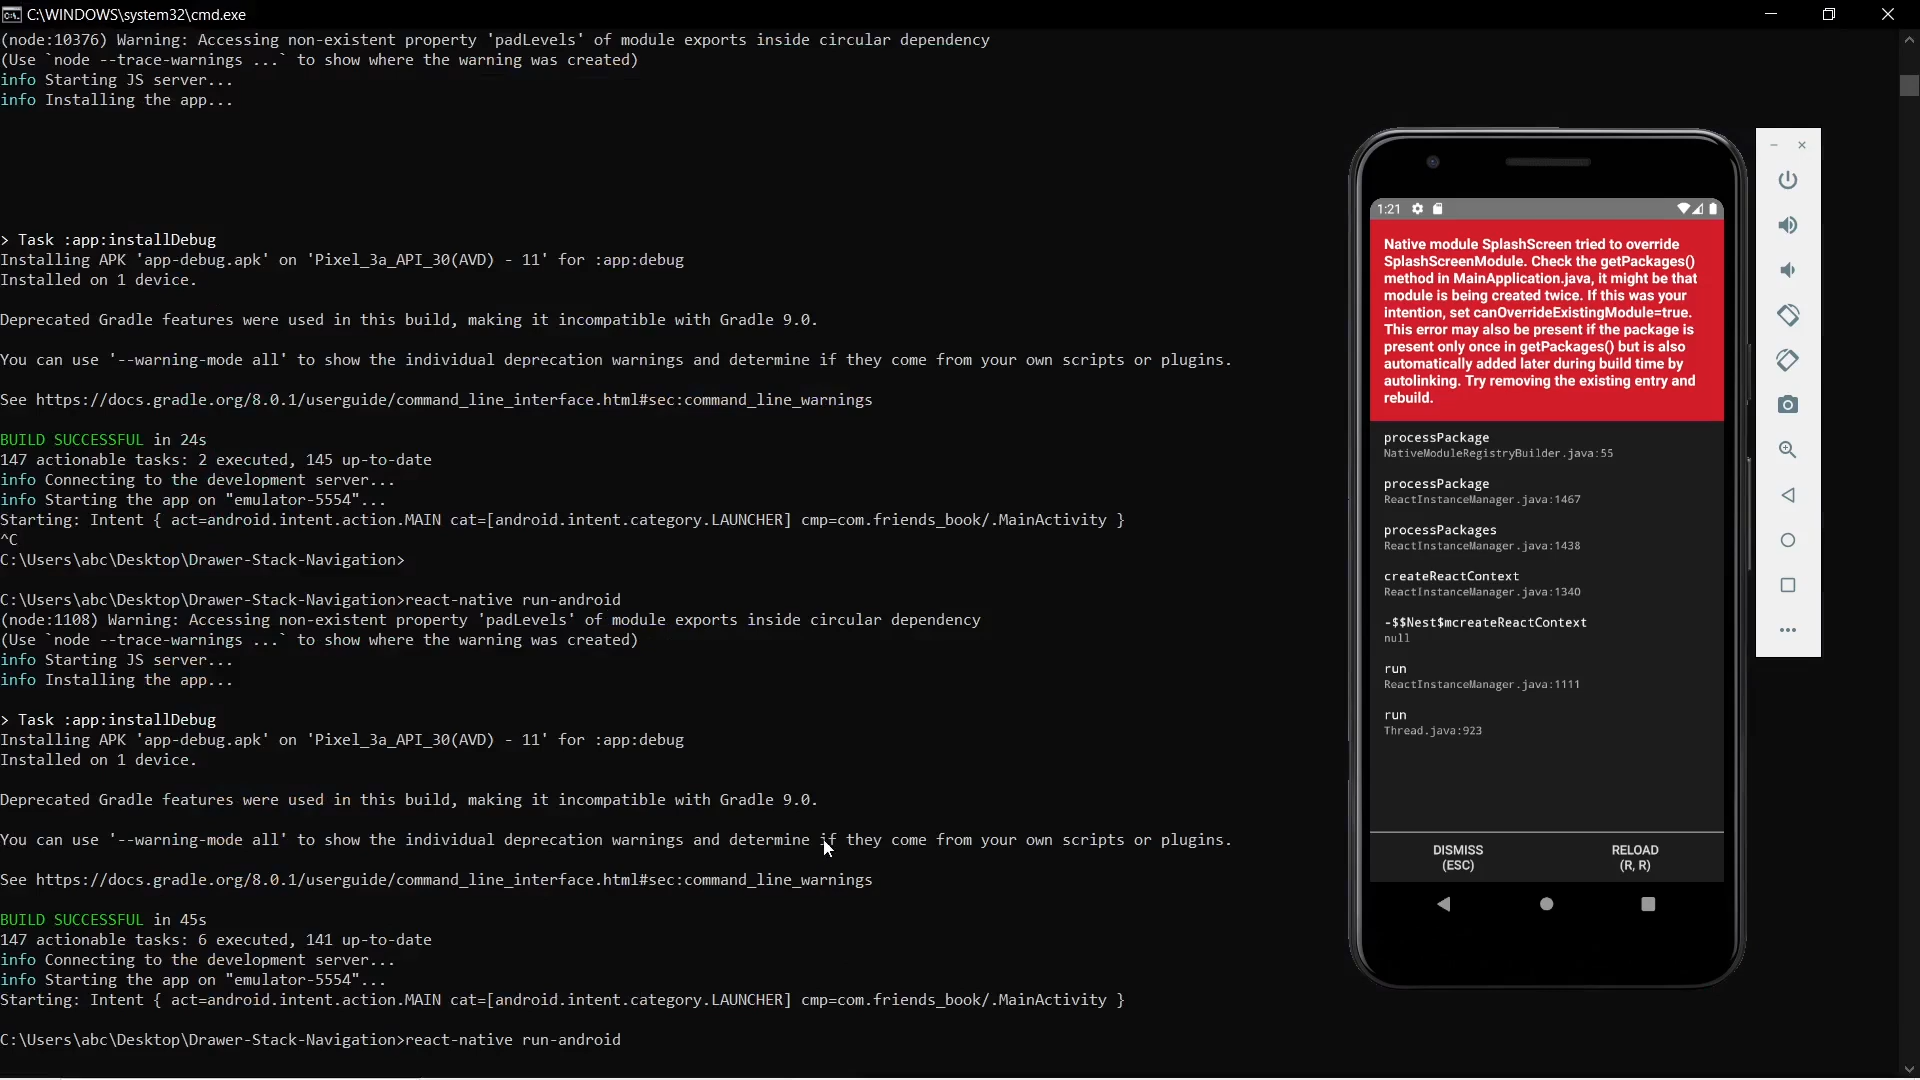 C:\WINDOWS\system32\cmd.exe
(node:10376) Warning: Accessing non-existent property 'padLevels' of module exports inside circular dependency
(Use `node --trace-warnings ...` to show where the warning was created)
info Starting JS server...
info Installing the app...
> Task :app:installDebug
Installing APK 'app-debug.apk' on 'Pixel_3a_API_30(AVD) - 11' for :app:debug
Installed on 1 device.
Deprecated Gradle features were used in this build, making it incompatible with Gradle 9.0.
You can use '--warning-mode all' to show the individual deprecation warnings and determine if they come from your own scripts or plugins.
See https://docs.gradle.org/8.0.1/userguide/command_line_interface.html#sec:command_line_warnings
BUILD SUCCESSFUL in 24s
147 actionable tasks: 2 executed, 145 up-to-date
info Connecting to the development server...
info Starting the app on "emulator-5554"...
Starting: Intent { act=android.intent.action.MAIN cat=[android.intent.category.LAUNCHER] cmp=com.friends_book/.MainActivity }
^C
C:\Users\abc\Desktop\Drawer-Stack-Navigation>
C:\Users\abc\Desktop\Drawer-Stack-Navigation>react-native run-android
(node:1108) Warning: Accessing non-existent property 'padLevels' of module exports inside circular dependency
(Use `node --trace-warnings ...` to show where the warning was created)
info Starting JS server...
info Installing the app...
> Task :app:installDebug
Installing APK 'app-debug.apk' on 'Pixel_3a_API_30(AVD) - 11' for :app:debug
Installed on 1 device.
Deprecated Gradle features were used in this build, making it incompatible with Gradle 9.0.
You can use '--warning-mode all' to show the individual deprecation warnings and determine if they come from your own scripts or plugins.
See https://docs.gradle.org/8.0.1/userguide/command_line_interface.html#sec:command_line_warnings
BUILD SUCCESSFUL in 45s
147 actionable tasks: 6 executed, 141 up-to-date
info Connecting to the development server...
info Starting the app on "emulator-5554"...
Starting: Intent { act=android.intent.action.MAIN cat=[android.intent.category.LAUNCHER] cmp=com.friends_book/.MainActivity }
C:\Users\abc\Desktop\Drawer-Stack-Navigation>react-native run-android
1:21
Native module SplashScreen tried to override
SplashScreenModule. Check the getPackages()
method in MainApplication.java, it might be that
module is being created twice. If this was your
intention, set canOverrideExistingModule=true.
This error may also be present if the package is
present only once in getPackages() but is also
automatically added later during build time by
autolinking. Try removing the existing entry and
rebuild.
processPackage
NativeModuleRegistryBuilder.java:55
processPackage
ReactInstanceManager.java:1467
processPackages
ReactInstanceManager.java:1438
createReactContext
ReactInstanceManager.java:1340
-$$Nest$mcreateReactContext
null
run
ReactInstanceManager.java:1111
run
Thread.java:923
DISMISS
(ESC)
RELOAD
(R, R)